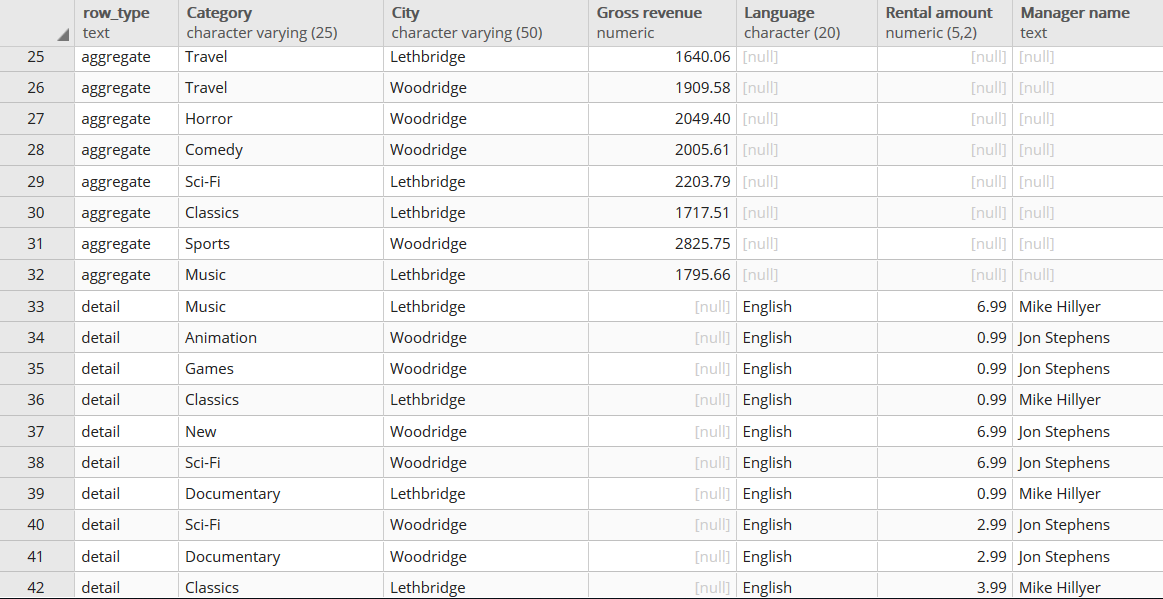 row_type Category City Gross revenue Language Rental amount Manager name
text character varying (25) character varying (50) numeric character (20) numeric (5,2) text
25 aggregate Travel Lethbridge 1640.06 [null] [null] [null]
26 aggregate Travel Woodridge 1909.58 [null] [null] [null]
27 aggregate Horror Woodridge 2049.40 [null] [null] [null]
28 aggregate Comedy Woodridge 2005.61 [null] [null] [null]
29 aggregate Sci-Fi Lethbridge 2203.79 [null] [null] [null]
30 aggregate Classics Lethbridge 1717.51 [null] [null] [null]
31 aggregate Sports Woodridge 2825.75 [null] [null] [null]
32 aggregate Music Lethbridge 1795.66 [null] [null] [null]
33 detail Music Lethbridge [null] English 6.99 Mike Hillyer
34 detail Animation Woodridge [null] English 0.99 Jon Stephens
35 detail Games Woodridge [null] English 0.99 Jon Stephens
36 detail Classics Lethbridge [null] English 0.99 Mike Hillyer
37 detail New Woodridge [null] English 6.99 Jon Stephens
38 detail Sci-Fi Woodridge [null] English 6.99 Jon Stephens
39 detail Documentary Lethbridge [null] English 0.99 Mike Hillyer
40 detail Sci-Fi Woodridge [null] English 2.99 Jon Stephens
41 detail Documentary Woodridge [null] English 2.99 Jon Stephens
42 detail Classics Lethbridge [null] English 3.99 Mike Hillyer